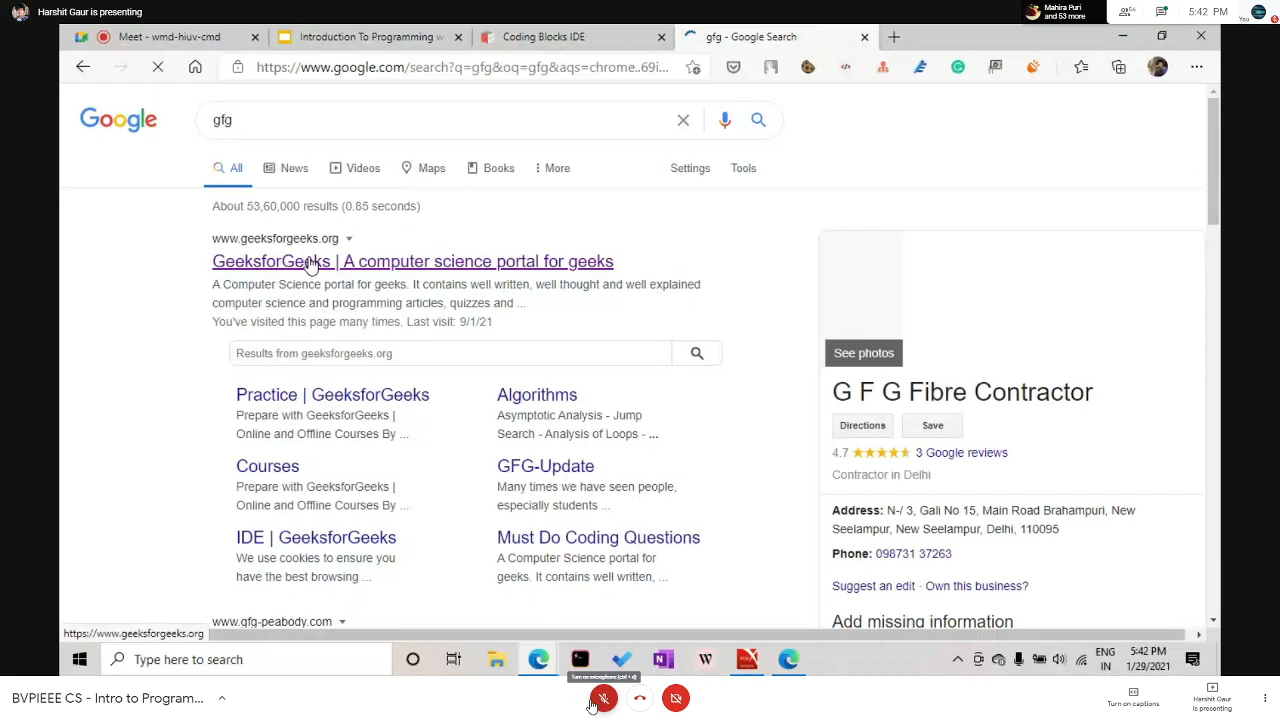 Harshit Gaur is presenting
Mahira Puri
and 53 more
56
5:42 PM
You
Meet - wmd-hiuv-cmd
Introduction To Programming w
Coding Blocks IDE
gfg - Google Search
https://www.google.com/search?q=gfg&oq=gfg&aqs=chrome..69i...
Google
gfg
All
News
Videos
Maps
Books
More
Settings
Tools
About 53,60,000 results (0.85 seconds)
www.geeksforgeeks.org
GeeksforGeeks | A computer science portal for geeks
A Computer Science portal for geeks. It contains well written, well thought and well explained
computer science and programming articles, quizzes and ...
You've visited this page many times. Last visit: 9/1/21
Results from geeksforgeeks.org
Practice | GeeksforGeeks
Prepare with GeeksforGeeks |
Online and Offline Courses By ...
Algorithms
Asymptotic Analysis - Jump
Search - Analysis of Loops - ...
Courses
Prepare with GeeksforGeeks |
Online and Offline Courses By ...
GFG-Update
Many times we have seen people,
especially students ...
IDE | GeeksforGeeks
We use cookies to ensure you
have the best browsing ...
Must Do Coding Questions
A Computer Science portal for
geeks. It contains well written, ...
www.gfg-peabody.com
See photos
G F G Fibre Contractor
Directions
Save
4.7
3 Google reviews
Contractor in Delhi
Address: N-/ 3, Gali No 15, Main Road Brahampuri, New
Seelampur, New Seelampur, Delhi, 110095
Phone: 098731 37263
Suggest an edit · Own this business?
Add missing information
https://www.geeksforgeeks.org
Type here to search
ENG
IN
5:42 PM
1/29/2021
Turn on microphone (ctrl + d)
BVPIEEE CS - Intro to Program...
Turn on captions
Harshit Gaur
is presenting